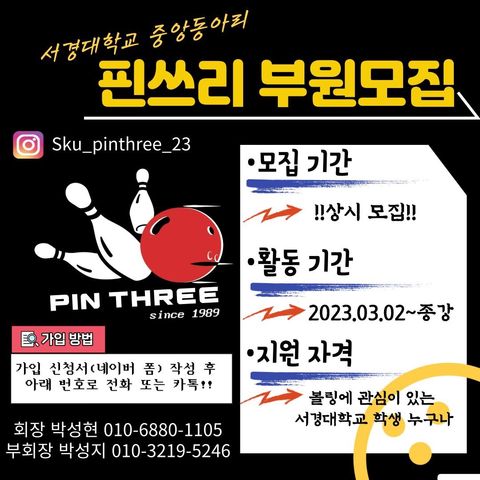 서경대학교 중앙동아리
핀쓰리 부원모집
Sku_pinthree_23
PIN THREE
since 1989
가입 방법
가입 신청서(네이버 폼) 작성 후
아래 번호로 전화 또는 카톡!!
회장 박성현 010-6880-1105
부회장 박성지 010-3219-5246
•모집 기간
!!상시 모집!!
•활동 기간
2023.03.02~종강
•지원 자격
볼링에 관심이 있는
서경대학교 학생 누구나